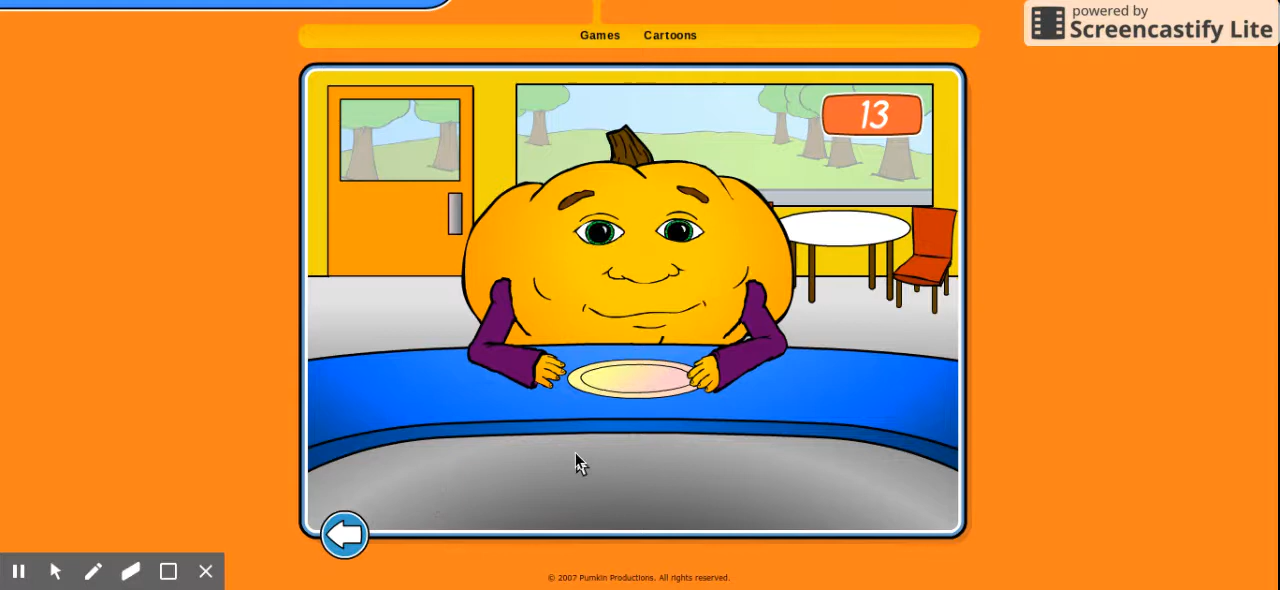 powered by
Screencastify Lite
Games Cartoons
13
© 2007 Pumkin Productions. All rights reserved.